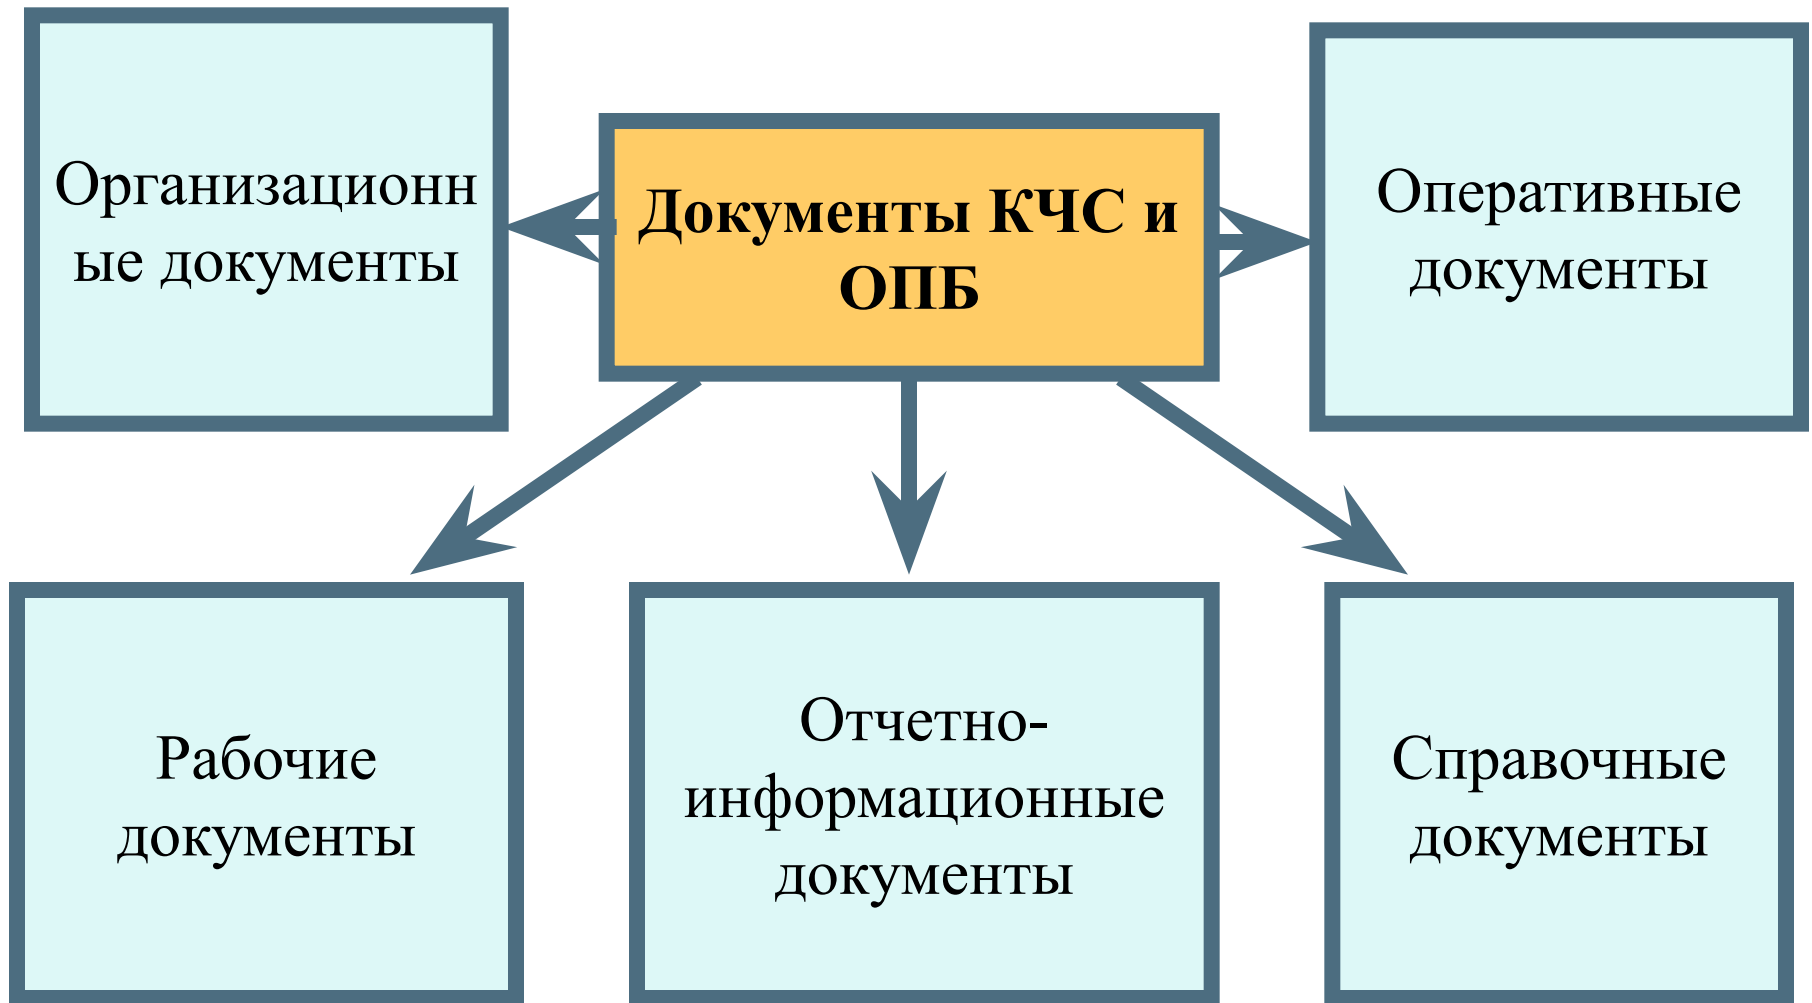 Организационн
ые документы
Документы КЧС и
ОПБ
Оперативные
документы
Рабочие
документы
Отчетно-
информационные
документы
Справочные
документы